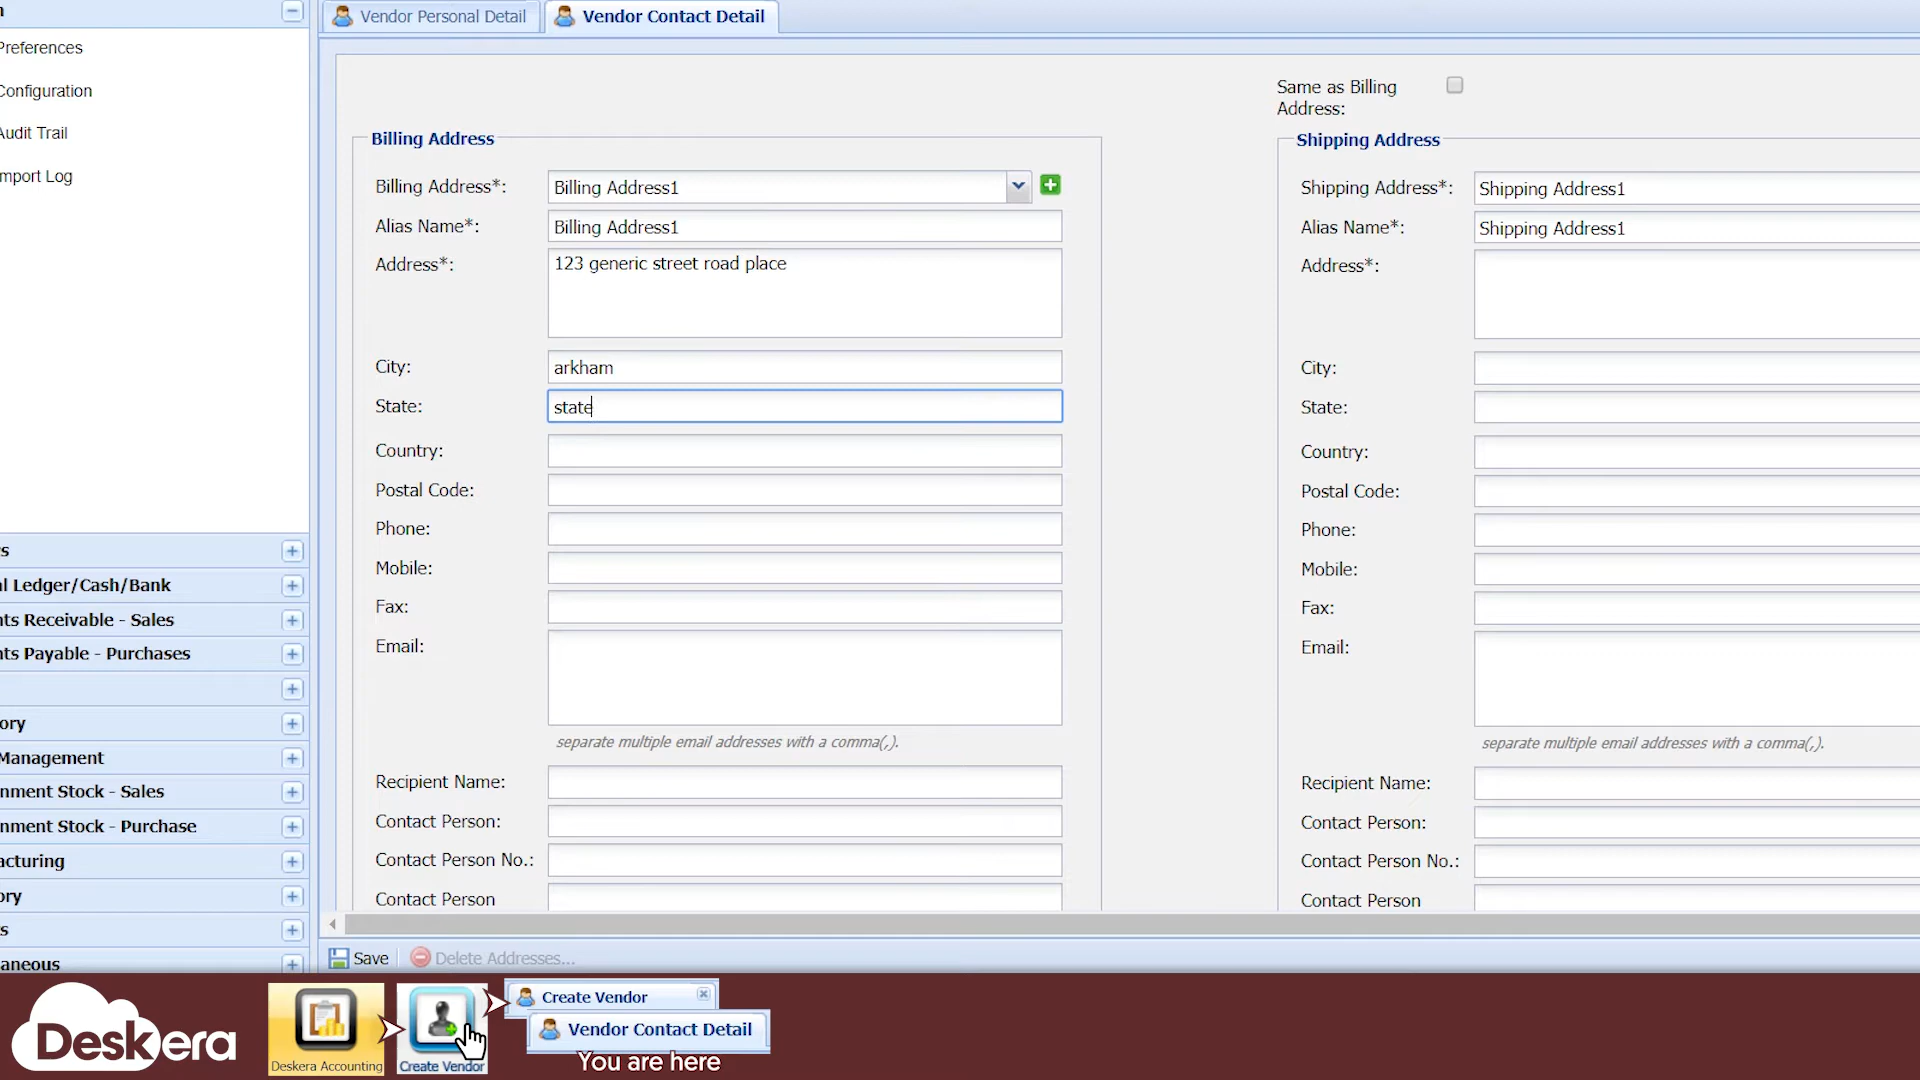 Vendor Personal Detail
Vendor Contact Detail
Preferences
Configuration
Audit Trail
mport Log
Same as Billing
Address:
Billing Address
Billing Address*: Billing Address1
Alias Name*: Billing Address1
Address*: 123 generic street road place
City: arkham
State: state
Country:
Postal Code:
Phone:
Mobile:
Fax:
Email:
separate multiple email addresses with a comma(,).
Recipient Name:
Contact Person:
Contact Person No.:
Contact Person
Shipping Address
Shipping Address*: Shipping Address1
Alias Name*: Shipping Address1
Address*:
City:
State:
Country:
Postal Code:
Phone:
Mobile:
Fax:
Email:
separate multiple email addresses with a comma(,).
Recipient Name:
Contact Person:
Contact Person No.:
Contact Person
s
l Ledger/Cash/Bank
nts Receivable - Sales
nts Payable - Purchases
ory
Management
nment Stock - Sales
nment Stock - Purchase
acturing
ory
s
aneous
Save
Delete Addresses...
Deskera
Deskera Accounting
Create Vendor
Create Vendor
Vendor Contact Detail
You are here